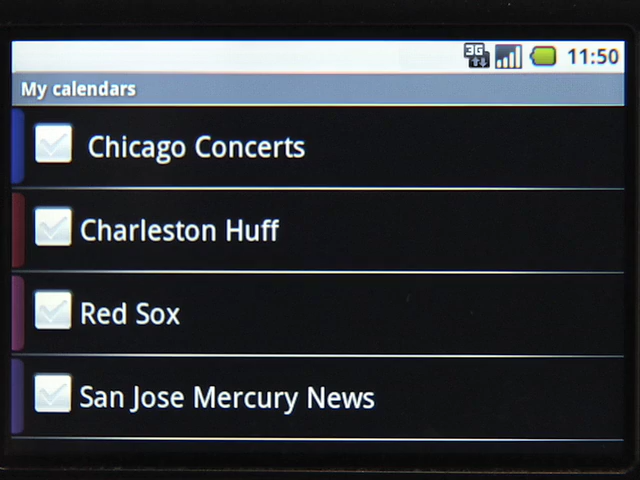 3G 11:50
My calendars
Chicago Concerts
Charleston Huff
Red Sox
San Jose Mercury News